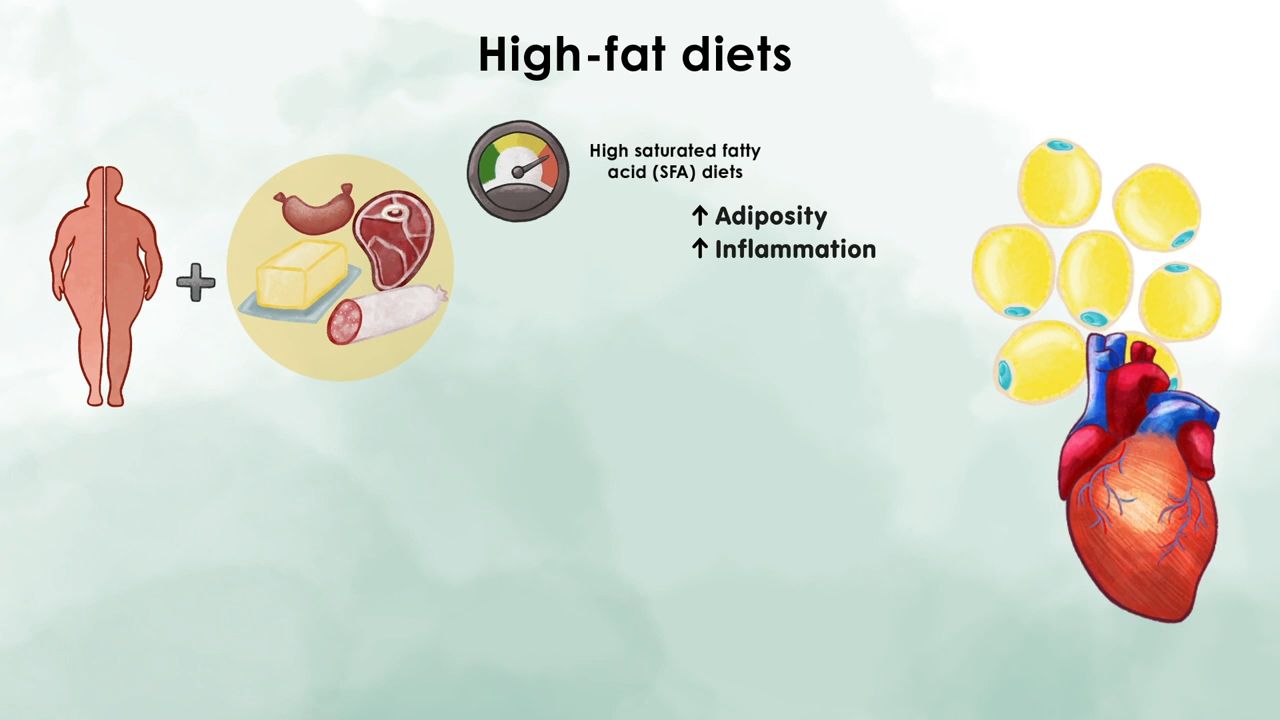 High-fat diets
High saturated fatty
acid (SFA) diets
↑ Adiposity
↑ Inflammation